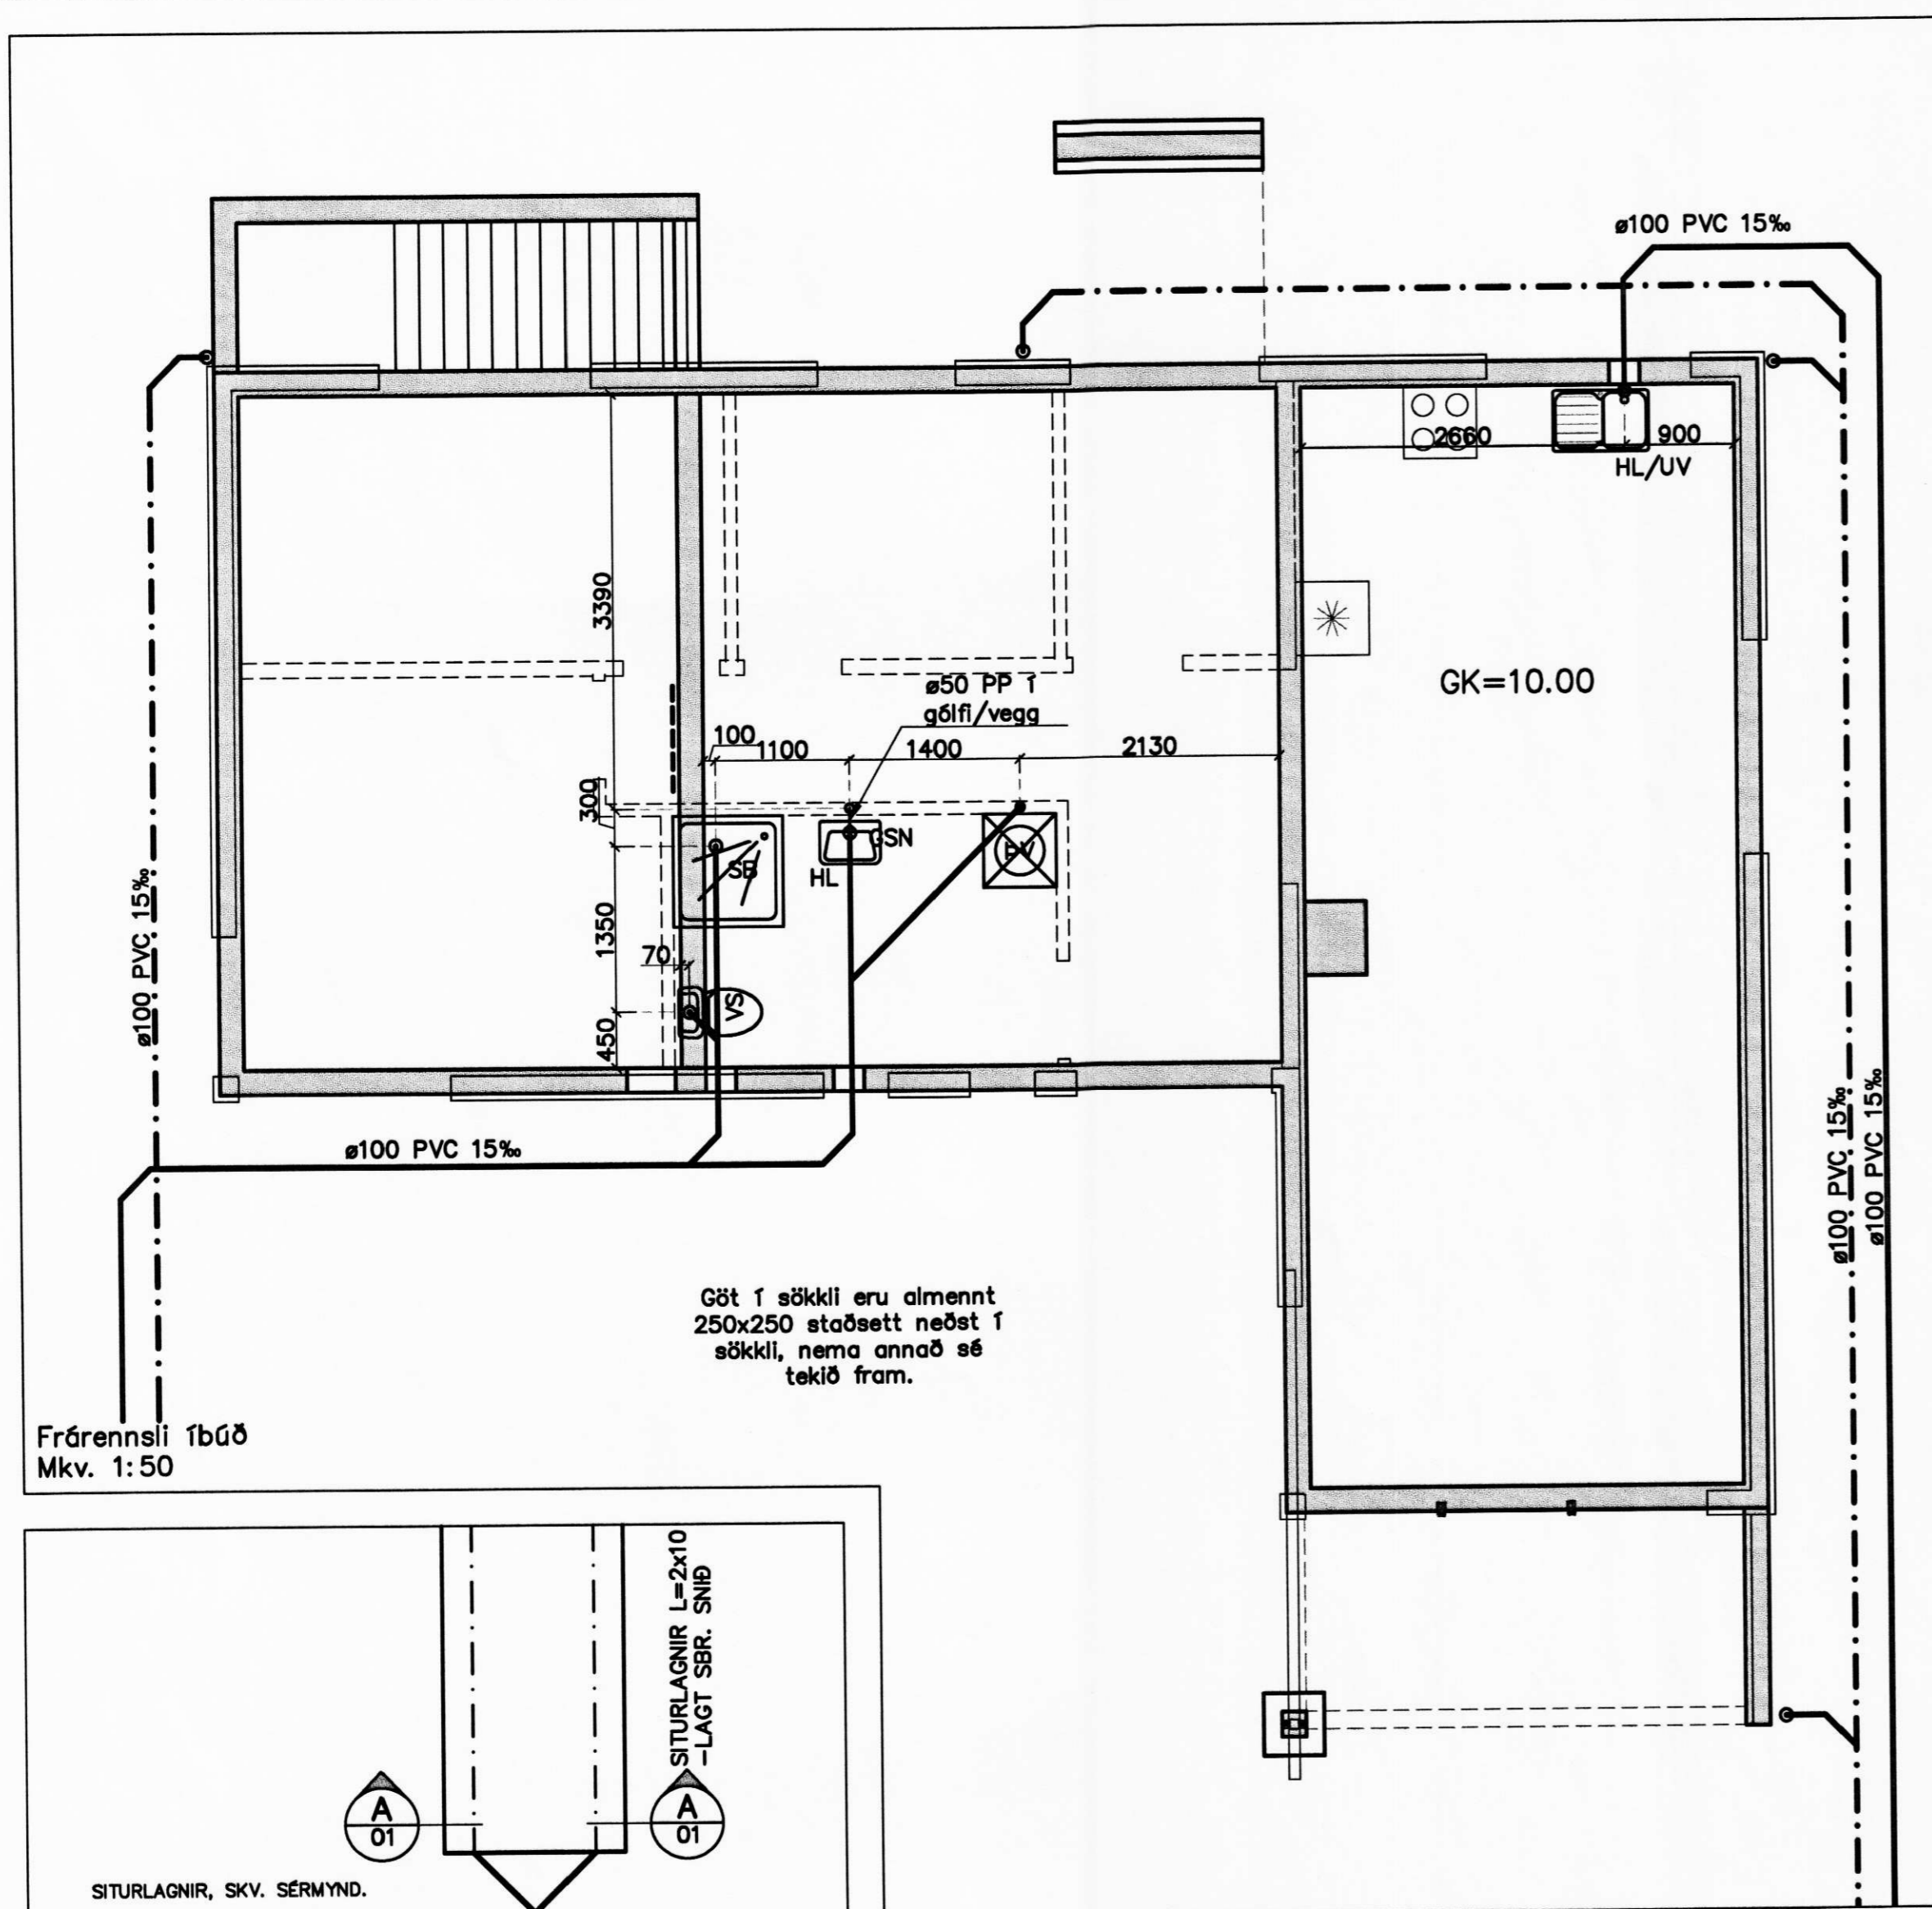 ø100 PVC 15‰
2660
900
HL/UV
3390
GK=10.00
ø50 PP í
gólfi/vegg
100
1100
1400
2130
300
GSN
SB
HL
BV
1350
70
VS
450
ø100 PVC 15‰
ø100 PVC 15‰
ø100 PVC 15‰
ø100 PVC 15‰
Göt í sökkli eru almennt
250x250 staðsett neðst í
sökkli, nema annað sé
tekið fram.
Frárennsli íbúð
Mkv. 1:50
SITURLAGNIR L=2x10
-LAGT SBR. SNIÐ
A
01
A
01
SITURLAGNIR, SKV. SÉRMYND.